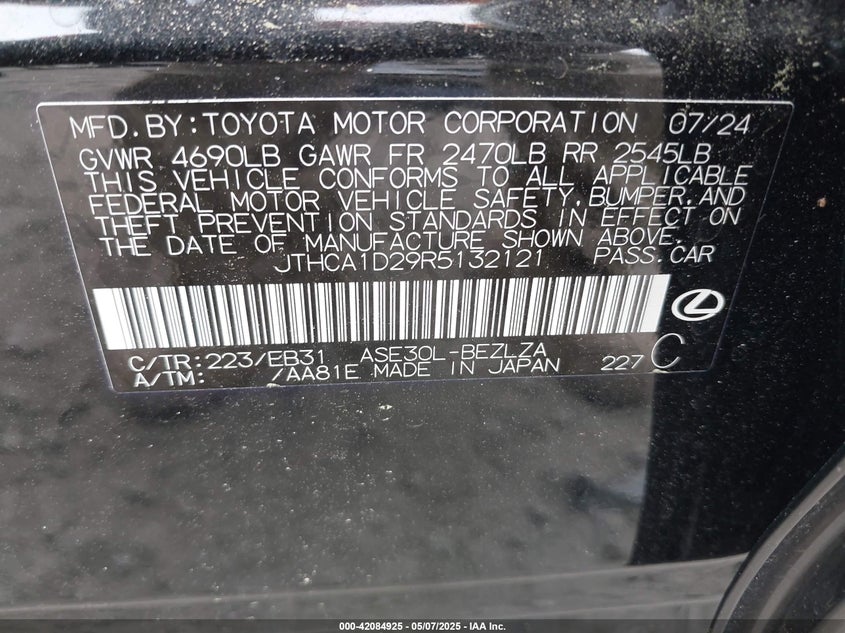 MFD.BY:TOYOTA MOTOR CORPORATION 07/24
GVWR 4690LB GAWR FR 2470LB RR 2545LB
THIS VEHICLE CONFORMS TO ALL APPLICABLE
FEDERAL MOTOR VEHICLE SAFETY,BUMPER,AND
THEFT PREVENTION STANDARDS IN EFFECT ON
THE DATE OF MANUFACTURE SHOWN ABOVE.
JTHCA1D29R5132121 PASS.CAR
C/TR:223/EB31 ASE30L-BEZLZA
A/TM: /AA81E MADE IN JAPAN 227 C
000-42084925 | 05/07/2025 - IAA Inc.